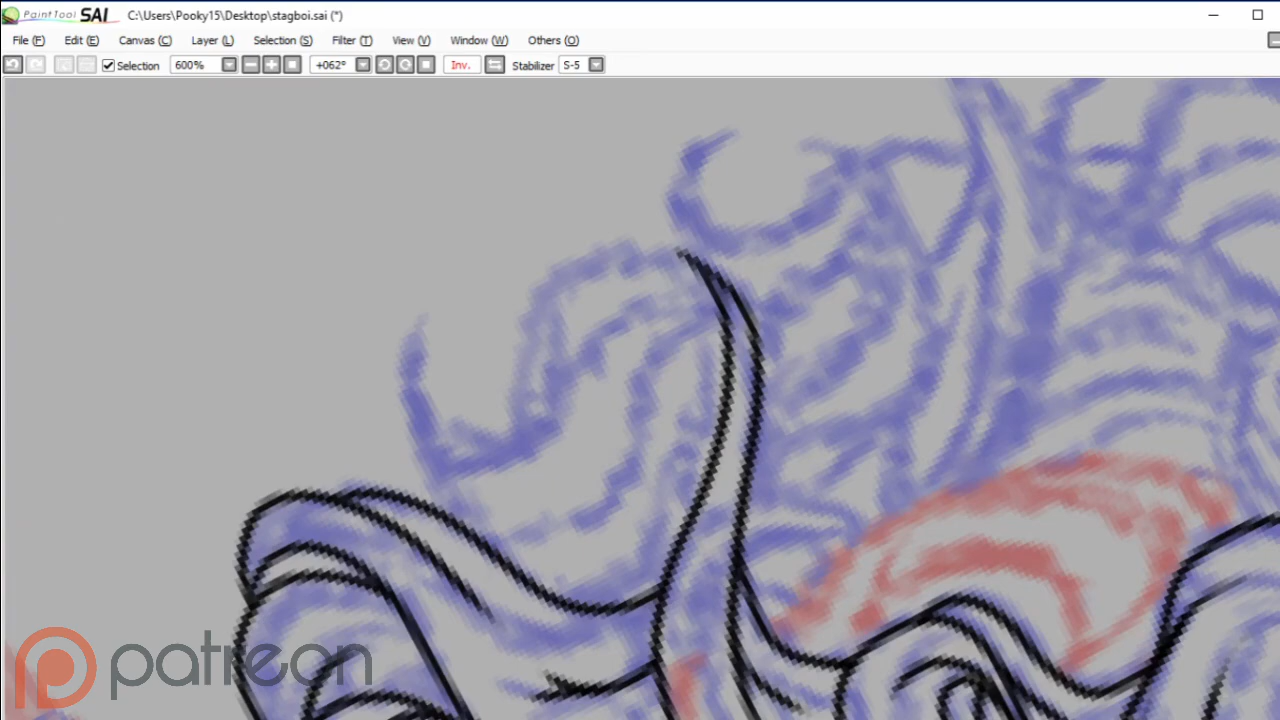 PaintTool SAI C:\Users\Pooky15\Desktop\stagboi.sai (*)
File (F) Edit (E) Canvas (C) Layer (L) Selection (S) Filter (T) View (V) Window (W) Others (O)
Selection 600% +062° Inv. Stabilizer S-5
patreon